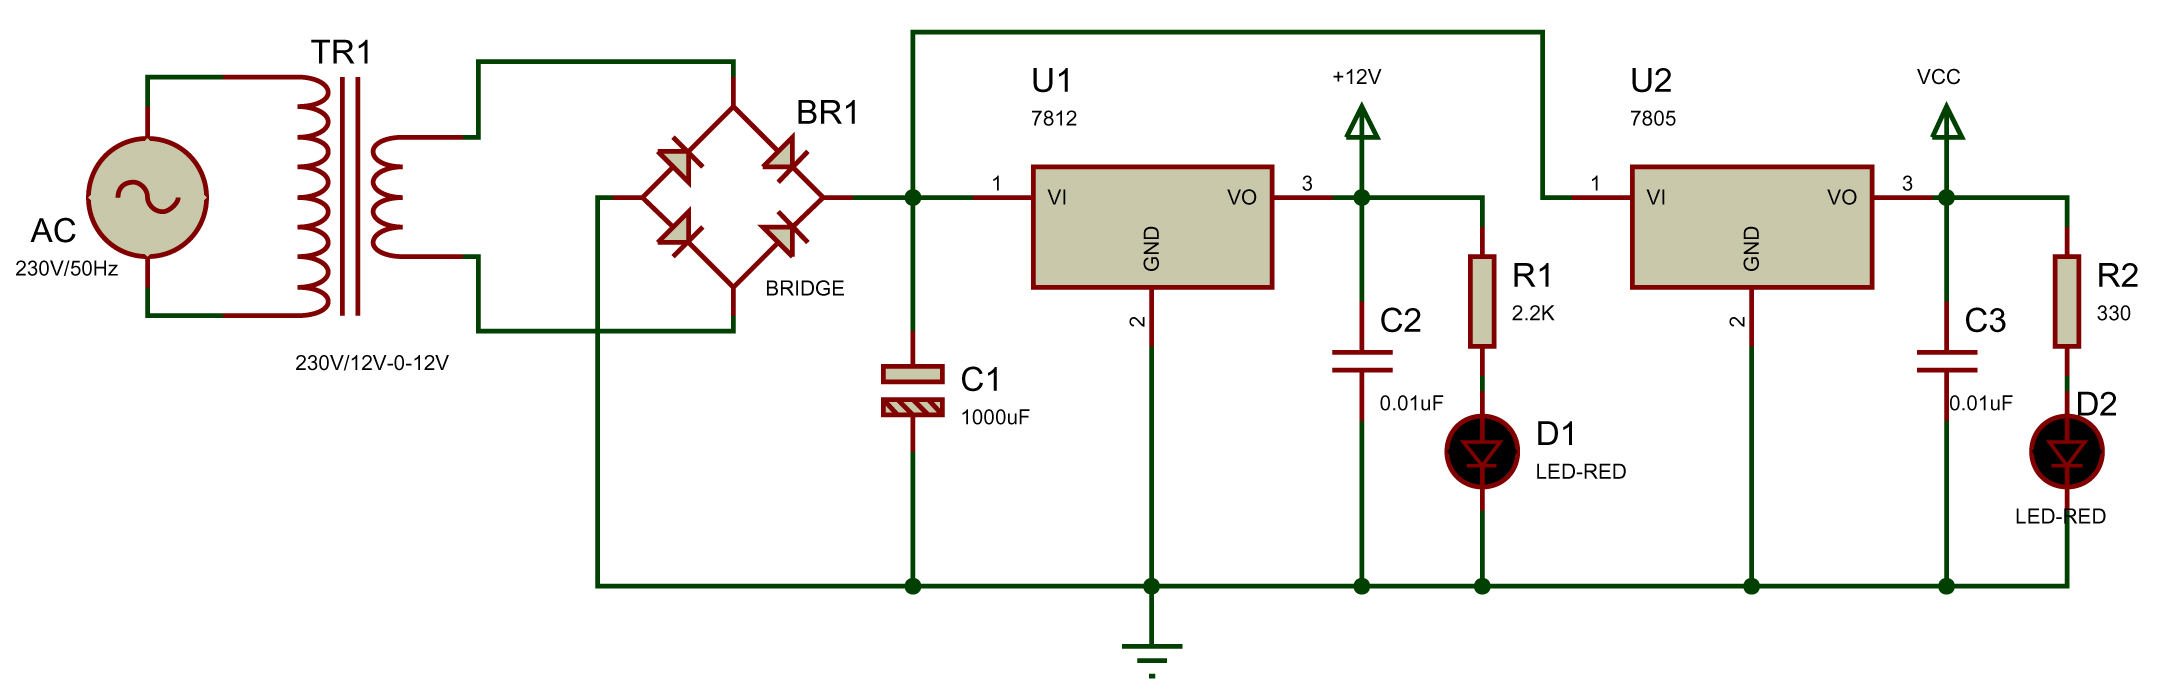 TR1
AC
230V/50Hz
230V/12V-0-12V
BR1
BRIDGE
C1
1000uF
U1
7812
1
VI
VO
3
GND
2
+12V
C2
0.01uF
R1
2.2K
D1
LED-RED
U2
7805
1
VI
VO
3
GND
2
VCC
C3
0.01uF
R2
330
D2
LED-RED